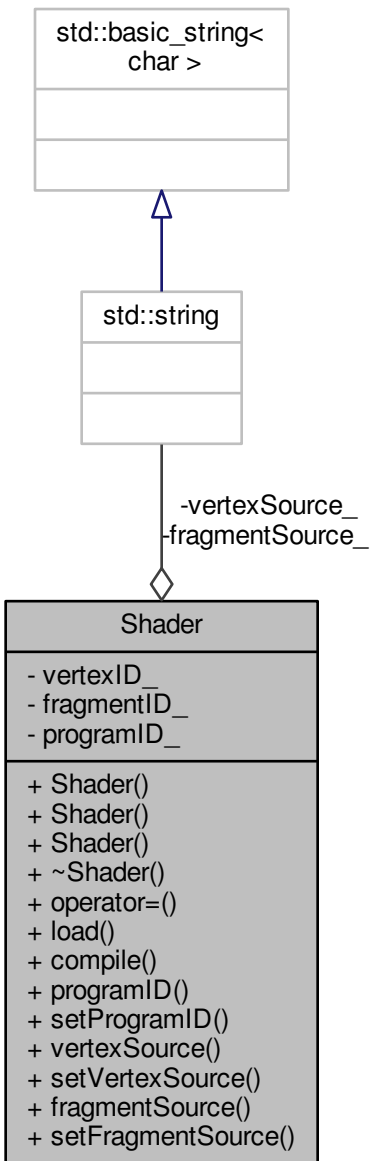 std::basic_string<
char >
std::string
-vertexSource_
-fragmentSource_
Shader
- vertexID_
- fragmentID_
- programID_
+ Shader()
+ Shader()
+ Shader()
+ ~Shader()
+ operator=()
+ load()
+ compile()
+ programID()
+ setProgramID()
+ vertexSource()
+ setVertexSource()
+ fragmentSource()
+ setFragmentSource()